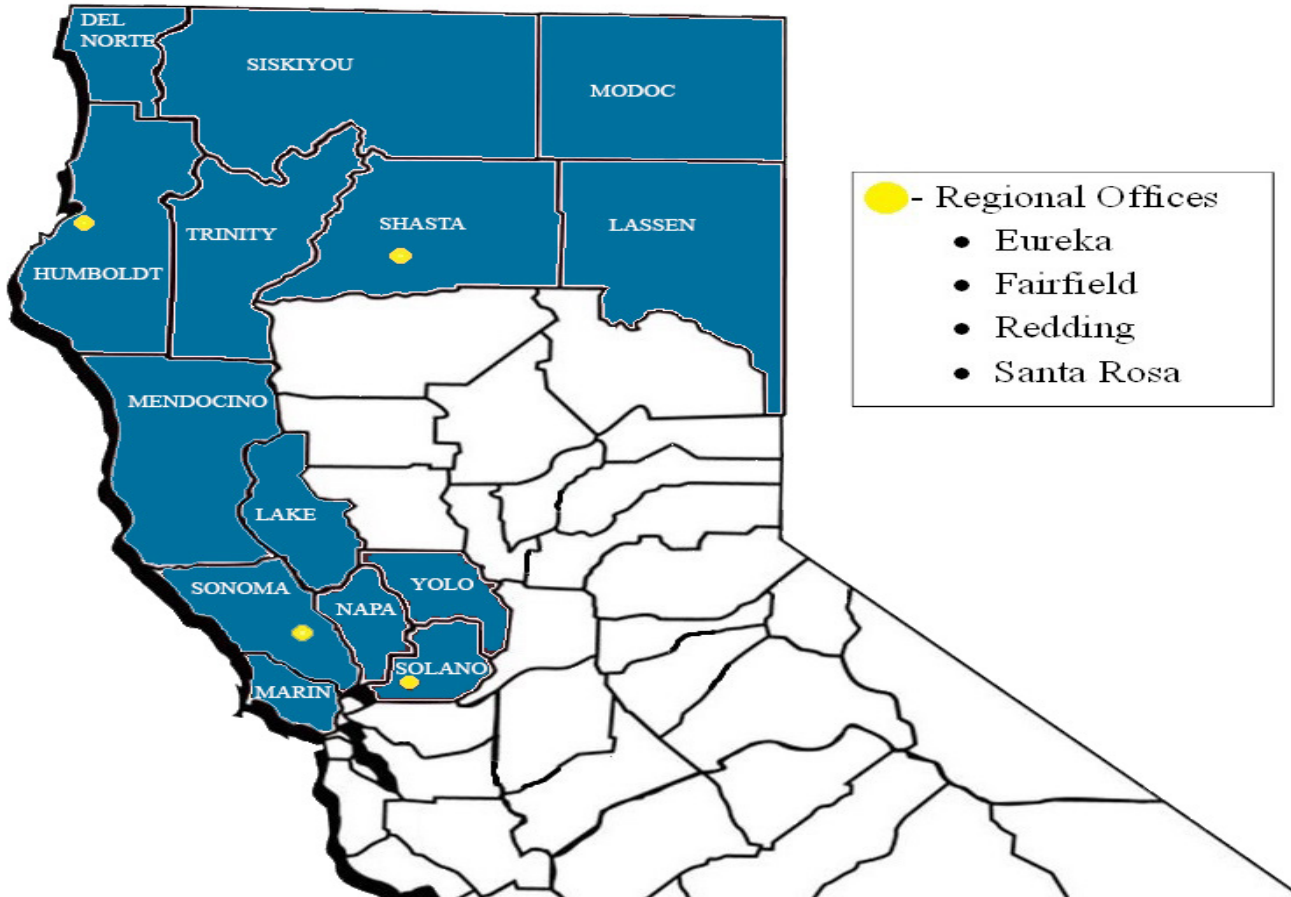 DEL
NORTE
SISKIYOU
MODOC
SHASTA
LASSEN
TRINITY
HUMBOLDT
MENDOCINO
LAKE
SONOMA
YOLO
NAPA
SOLANO
MARIN
- Regional Offices
• Eureka
• Fairfield
• Redding
• Santa Rosa